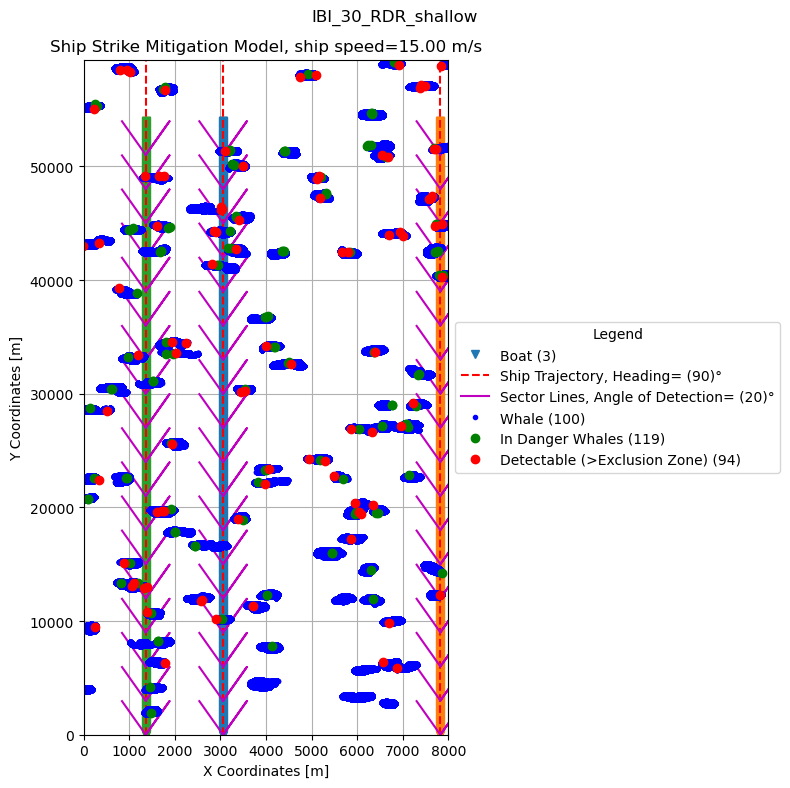 IBI_30_RDR_shallow
Ship Strike Mitigation Model, ship speed=15.00 m/s
Y Coordinates [m]
50000
40000
30000
20000
10000
0
0 1000 2000 3000 4000 5000 6000 7000 8000
X Coordinates [m]
Legend
Boat (3)
Ship Trajectory, Heading= (90)°
Sector Lines, Angle of Detection= (20)°
Whale (100)
In Danger Whales (119)
Detectable (>Exclusion Zone) (94)